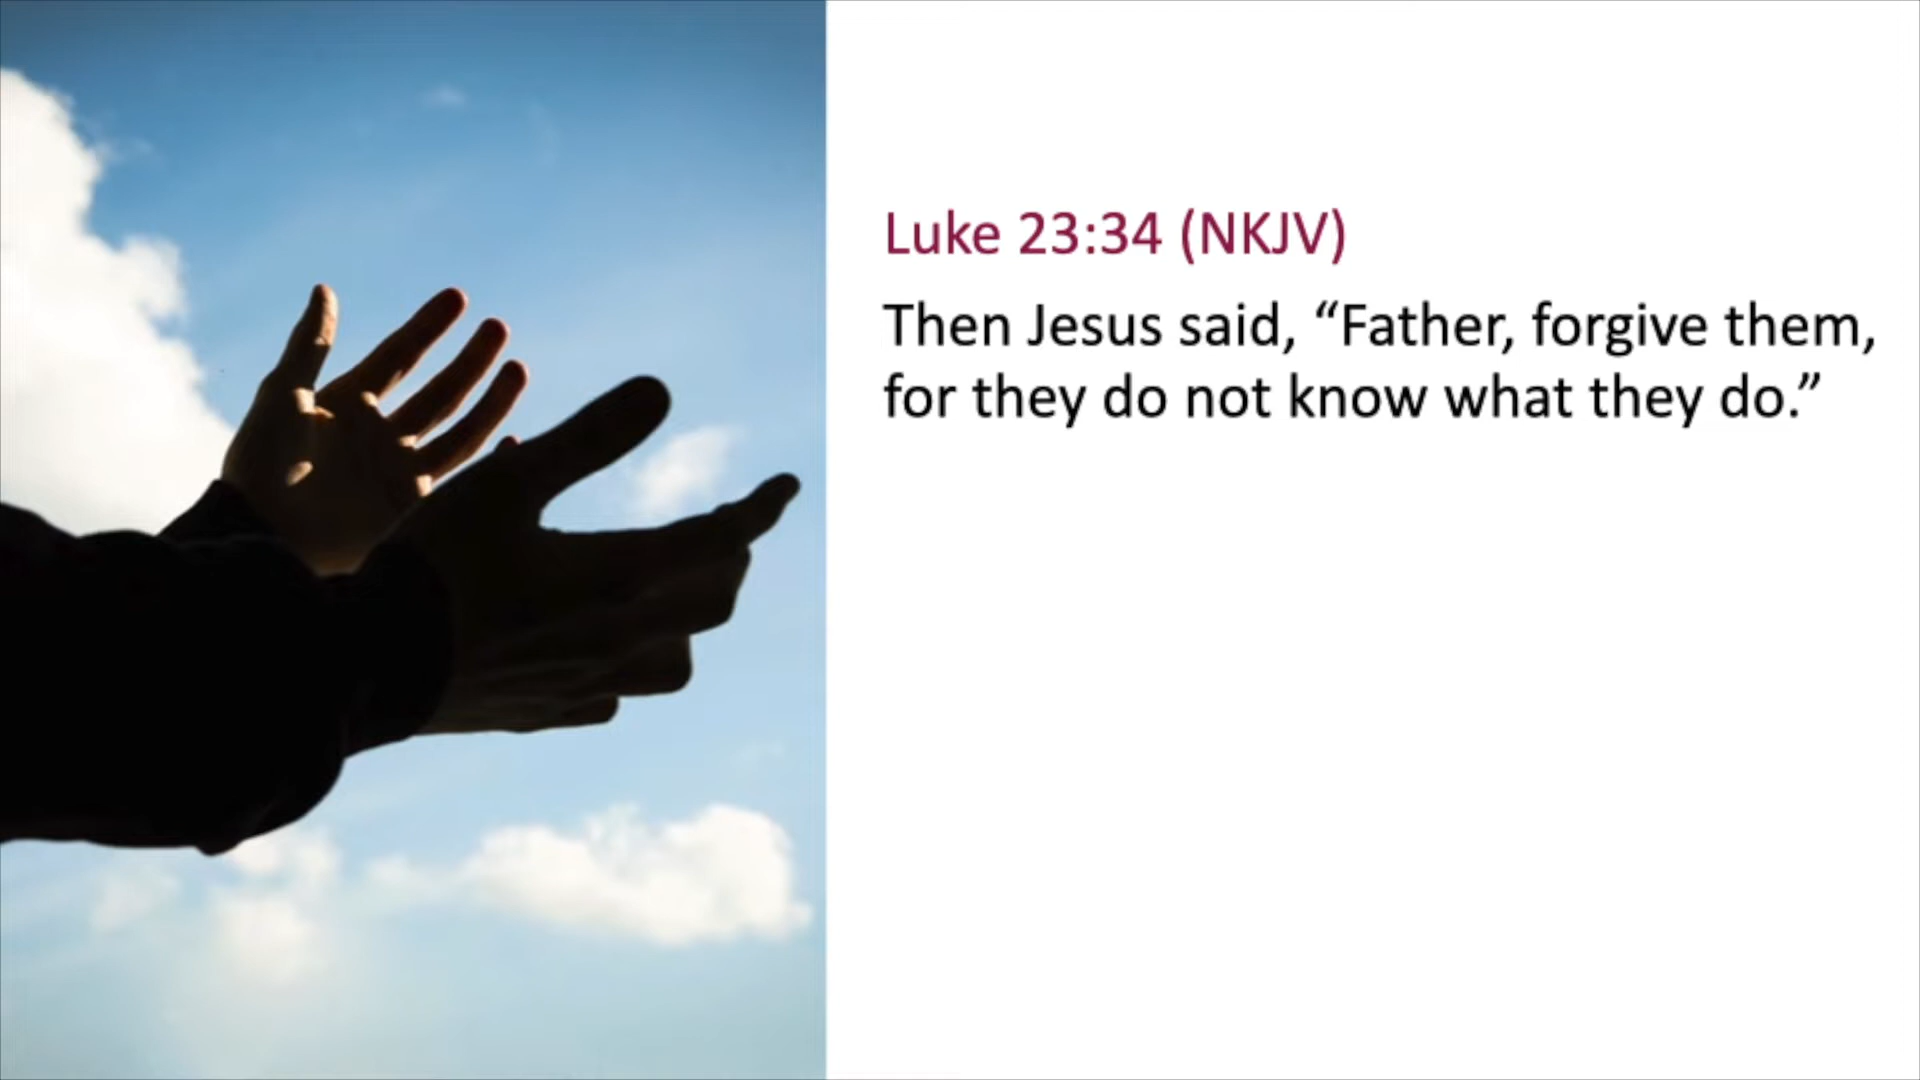 Luke 23:34 (NKJV)
Then Jesus said, “Father, forgive them,
for they do not know what they do.”